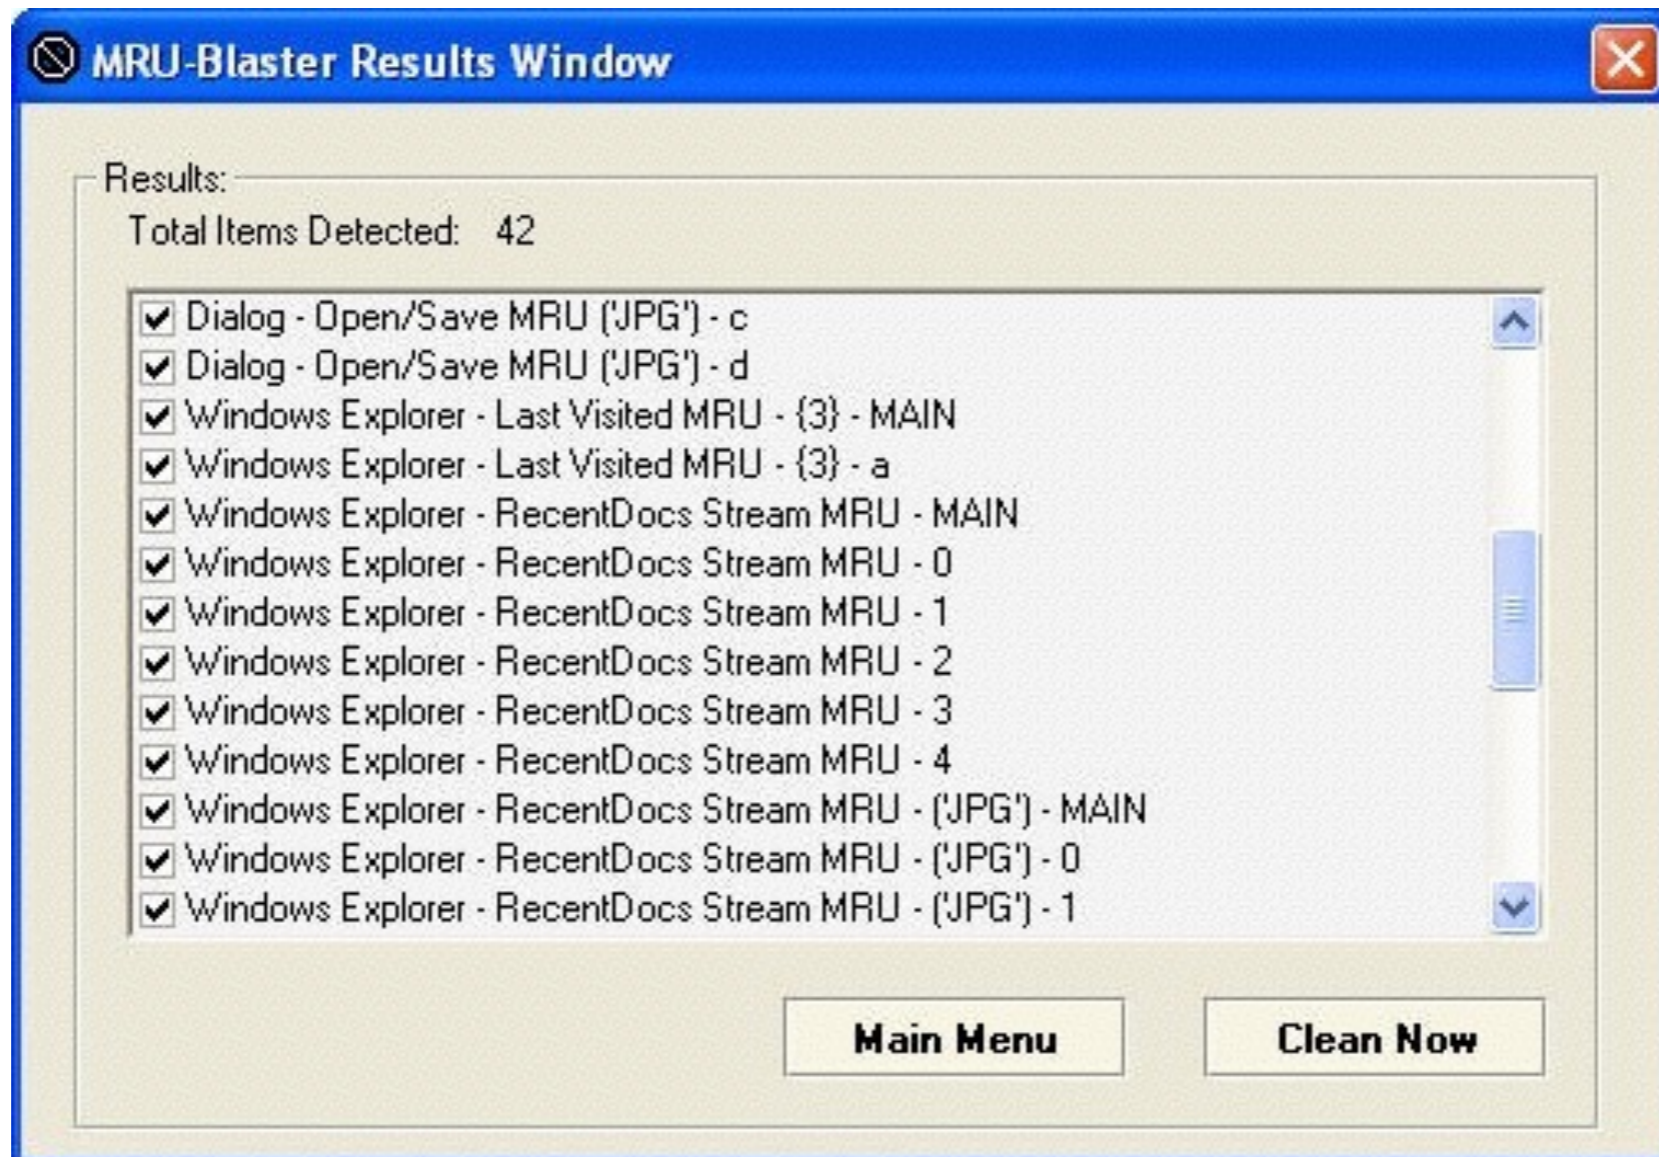 MRU-Blaster Results Window
Results:
Total Items Detected: 42
Dialog - Open/Save MRU ('JPG') - c
Dialog - Open/Save MRU ('JPG') - d
Windows Explorer - Last Visited MRU - {3} - MAIN
Windows Explorer - Last Visited MRU - {3} - a
Windows Explorer - RecentDocs Stream MRU - MAIN
Windows Explorer - RecentDocs Stream MRU - 0
Windows Explorer - RecentDocs Stream MRU - 1
Windows Explorer - RecentDocs Stream MRU - 2
Windows Explorer - RecentDocs Stream MRU - 3
Windows Explorer - RecentDocs Stream MRU - 4
Windows Explorer - RecentDocs Stream MRU - ('JPG') - MAIN
Windows Explorer - RecentDocs Stream MRU - ('JPG') - 0
Windows Explorer - RecentDocs Stream MRU - ('JPG') - 1
Main Menu Clean Now